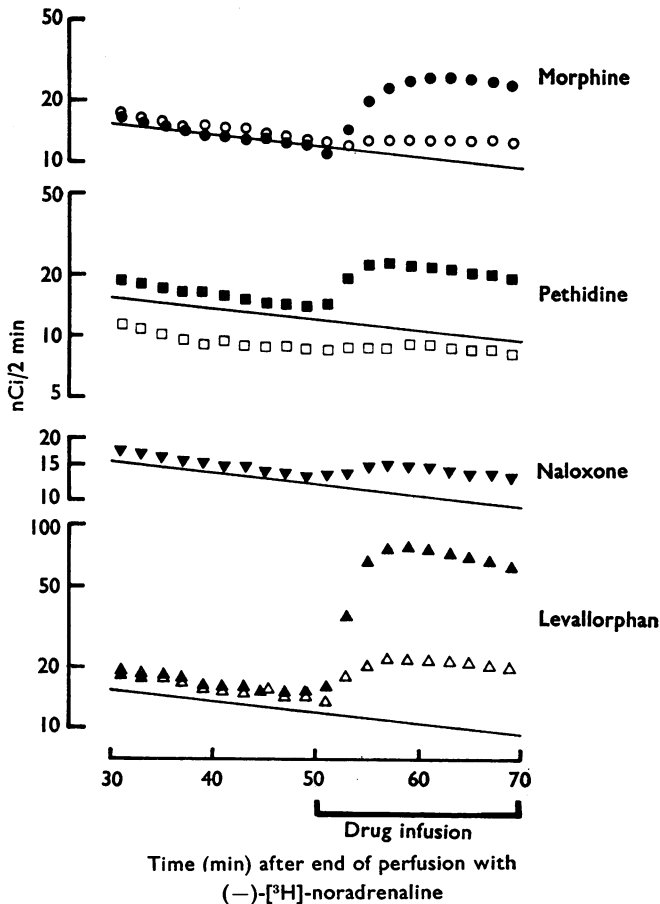 50
20
10
Morphine
50
20
10
5
Pethidine
nCi/2 min
20
15
10
Naloxone
100
50
20
10
Levallorphan
30 40 50 60 70
Drug infusion
Time (min) after end of perfusion with
(—)-[³H]-noradrenaline